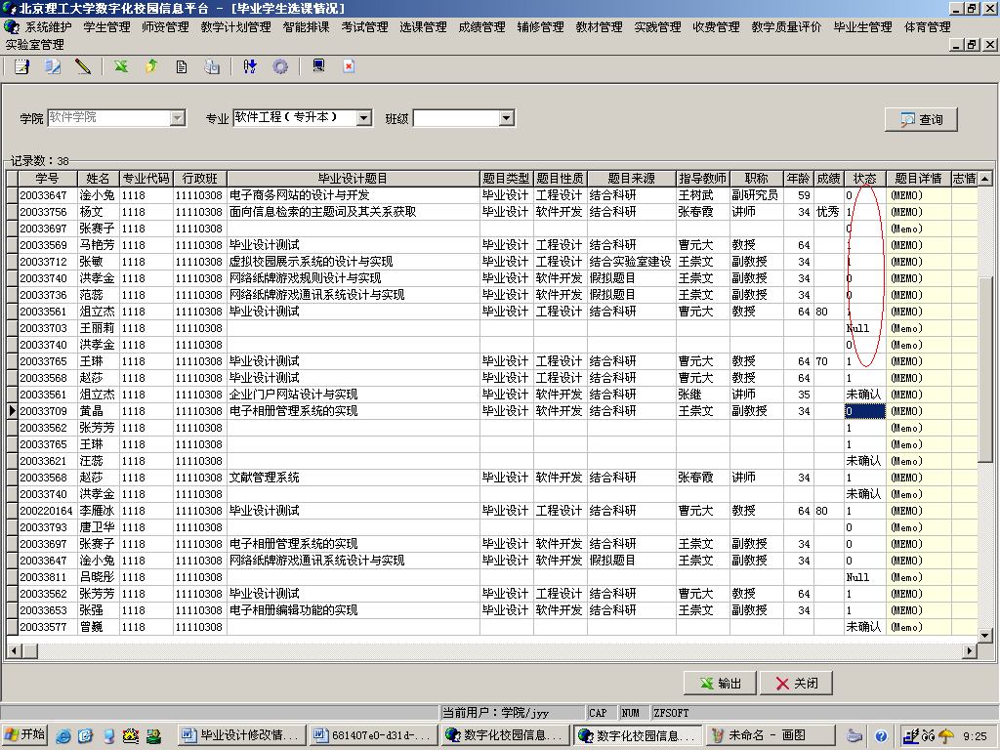 北京理工大学数字化校园信息平台 - [毕业学生选课情况]
系统维护 学生管理 师资管理 教学计划管理 智能排课 考试管理 选课管理 成绩管理 辅修管理 教材管理 实践管理 收费管理 教学质量评价 毕业生管理 体育管理
实验室管理
学院 软件学院 专业 软件工程(专升本) 班级 查询
记录数:38
学号 姓名 专业代码 行政班 毕业设计题目 题目类型 题目性质 题目来源 指导教师 职称 年龄 成绩 状态 题目详情 志愿
20033647 淦小兔 1118 11110308 电子商务网站的设计与开发 毕业设计 工程设计 结合科研 王树武 副研究员 59 0 (MEMO)
20033756 杨文 1118 11110308 面向信息检索的主题词及其关系获取 毕业设计 软件开发 结合科研 张春霞 讲师 34 优秀 1 (MEMO)
20033697 张赛子 1118 11110308 0 (Memo)
20033569 马艳芳 1118 11110308 毕业设计测试 毕业设计 工程设计 结合科研 曹元大 教授 64 1 (MEMO)
20033712 张敏 1118 11110308 虚拟校园展示系统的设计与实现 毕业设计 软件开发 结合实验室建设 王崇文 副教授 34 1 (MEMO)
20033740 洪孝金 1118 11110308 网络纸牌游戏规则设计与实现 毕业设计 软件开发 假拟题目 王崇文 副教授 34 0 (MEMO)
20033736 范蕊 1118 11110308 网络纸牌游戏通讯系统设计与实现 毕业设计 软件开发 假拟题目 王崇文 副教授 34 0 (MEMO)
20033561 俎立杰 1118 11110308 毕业设计测试 毕业设计 工程设计 结合科研 曹元大 教授 64 80 1 (MEMO)
20033703 王丽莉 1118 11110308 Null (Memo)
20033740 洪孝金 1118 11110308 0 (Memo)
20033765 王琳 1118 11110308 毕业设计测试 毕业设计 工程设计 结合科研 曹元大 教授 64 70 1 (MEMO)
20033568 赵莎 1118 11110308 毕业设计测试 毕业设计 工程设计 结合科研 曹元大 教授 64 1 (MEMO)
20033561 俎立杰 1118 11110308 企业门户网站设计与实现 毕业设计 软件开发 结合科研 张继 讲师 35 未确认 (MEMO)
20033709 黄晶 1118 11110308 电子相册管理系统的实现 毕业设计 软件开发 结合科研 王崇文 副教授 34 0 (MEMO)
20033562 张芳芳 1118 11110308 1 (Memo)
20033765 王琳 1118 11110308 1 (Memo)
20033621 汪蕊 1118 11110308 未确认 (Memo)
20033568 赵莎 1118 11110308 文献管理系统 毕业设计 软件开发 结合科研 张春霞 讲师 34 1 (MEMO)
20033740 洪孝金 1118 11110308 未确认 (Memo)
200220164 李雁冰 1118 11110308 毕业设计测试 毕业设计 工程设计 结合科研 曹元大 教授 64 80 1 (MEMO)
20033793 唐卫华 1118 11110308 0 (Memo)
20033697 张赛子 1118 11110308 电子相册管理系统的实现 毕业设计 软件开发 结合科研 王崇文 副教授 34 0 (MEMO)
20033647 淦小兔 1118 11110308 网络纸牌游戏通讯系统设计与实现 毕业设计 软件开发 假拟题目 王崇文 副教授 34 0 (MEMO)
20033811 吕晓彤 1118 11110308 Null (Memo)
20033562 张芳芳 1118 11110308 毕业设计测试 毕业设计 工程设计 结合科研 曹元大 教授 64 1 (MEMO)
20033653 张强 1118 11110308 电子相册编辑功能的实现 毕业设计 软件开发 结合科研 王崇文 副教授 34 1 (MEMO)
20033577 曾巍 1118 11110308 未确认 (Memo)
输出 关闭
当前用户:学院/jyy CAP NUM ZFSOFT
开始 毕业设计修改情... 681407e0-d31d-... 数字化校园信息... 数字化校园信息... 未命名 - 画图 9:25